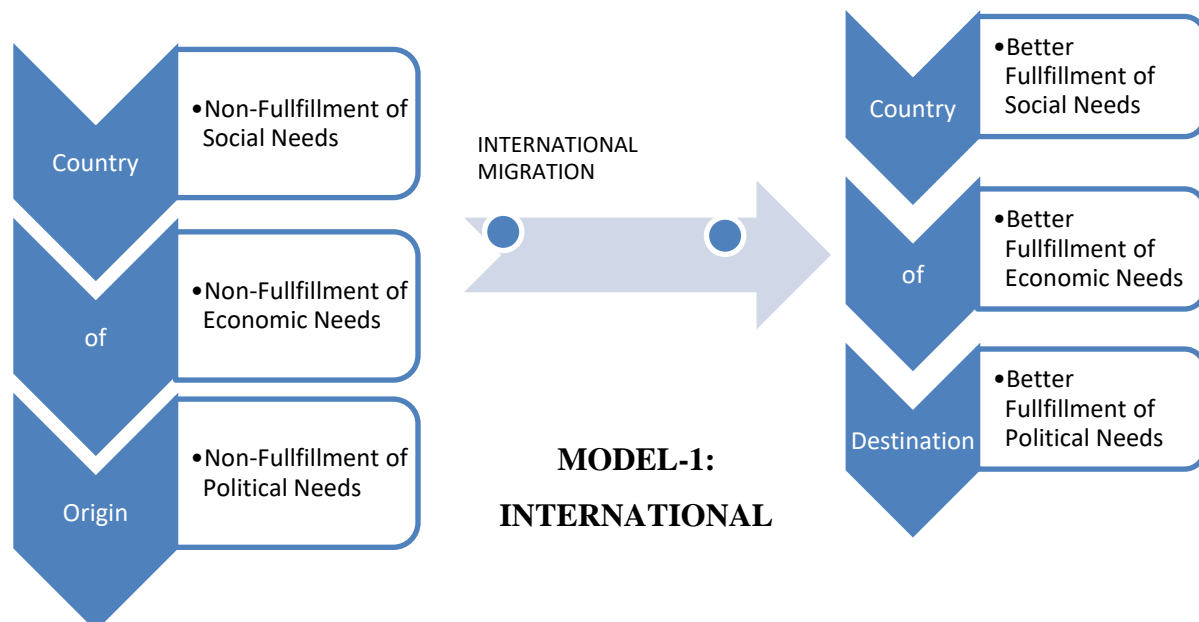 Country
•Non-Fullfillment of
Social Needs
of
•Non-Fullfillment of
Economic Needs
Origin
•Non-Fullfillment of
Political Needs
INTERNATIONAL
MIGRATION
MODEL-1:
INTERNATIONAL
Country
•Better
Fullfillment of
Social Needs
of
•Better
Fullfillment of
Economic Needs
Destination
•Better
Fullfillment of
Political Needs